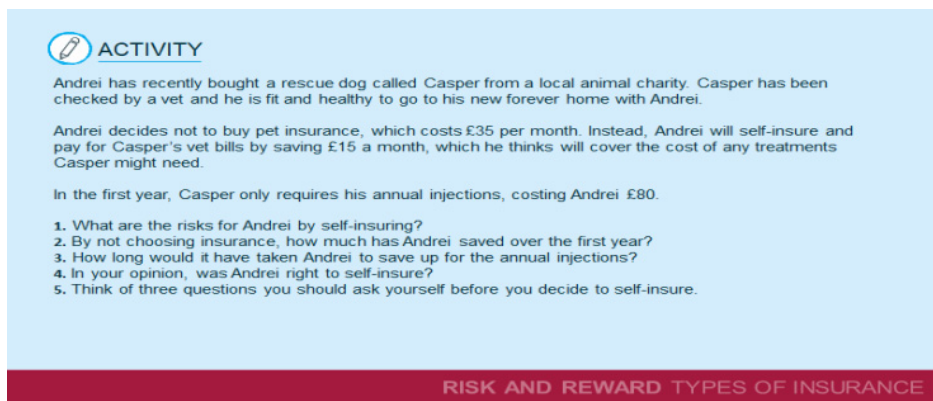 ACTIVITY
Andrei has recently bought a rescue dog called Casper from a local animal charity. Casper has been
checked by a vet and he is fit and healthy to go to his new forever home with Andrei.
Andrei decides not to buy pet insurance, which costs £35 per month. Instead, Andrei will self-insure and
pay for Casper's vet bills by saving £15 a month, which he thinks will cover the cost of any treatments
Casper might need.
In the first year, Casper only requires his annual injections, costing Andrei £80.
1. What are the risks for Andrei by self-insuring?
2. By not choosing insurance, how much has Andrei saved over the first year?
3. How long would it have taken Andrei to save up for the annual injections?
4. In your opinion, was Andrei right to self-insure?
5. Think of three questions you should ask yourself before you decide to self-insure.
RISK AND REWARD TYPES OF INSURANCE